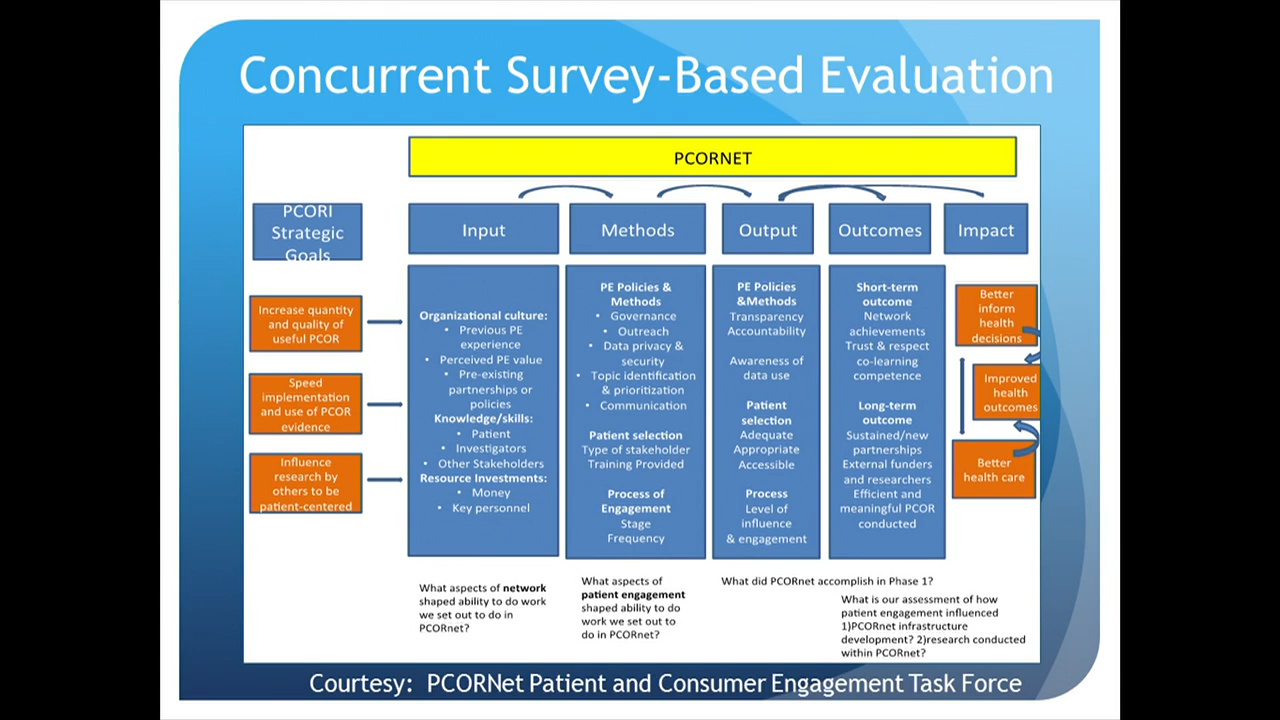 Concurrent Survey-Based Evaluation
PCORNET
PCORI
Strategic
Goals
Input
Methods
Output
Outcomes
Impact
Increase quantity
and quality of
useful PCOR
Speed
implementation
and use of PCOR
evidence
Influence
research by
others to be
patient-centered
Organizational culture:
• Previous PE
experience
• Perceived PE value
• Pre-existing
partnerships or
policies
Knowledge/skills:
• Patient
• Investigators
• Other Stakeholders
Resource Investments:
• Money
• Key personnel
PE Policies &
Methods
• Governance
• Outreach
• Data privacy &
security
• Topic identification
& prioritization
• Communication
Patient selection
Type of stakeholder
Training Provided
Process of
Engagement
Stage
Frequency
PE Policies
&Methods
Transparency
Accountability
Awareness of
data use
Patient
selection
Adequate
Appropriate
Accessible
Process
Level of
influence
& engagement
Short-term
outcome
Network
achievements
Trust & respect
co-learning
competence
Long-term
outcome
Sustained/new
partnerships
External funders
and researchers
Efficient and
meaningful PCOR
conducted
Better
inform
health
decisions
Improved
health
outcomes
Better
health care
What aspects of network
shaped ability to do work
we set out to do in
PCORnet?
What aspects of
patient engagement
shaped ability to do
work we set out to
do in PCORnet?
What did PCORnet accomplish in Phase 1?
What is our assessment of how
patient engagement influenced
1)PCORnet infrastructure
development? 2)research conducted
within PCORnet?
Courtesy: PCORNet Patient and Consumer Engagement Task Force